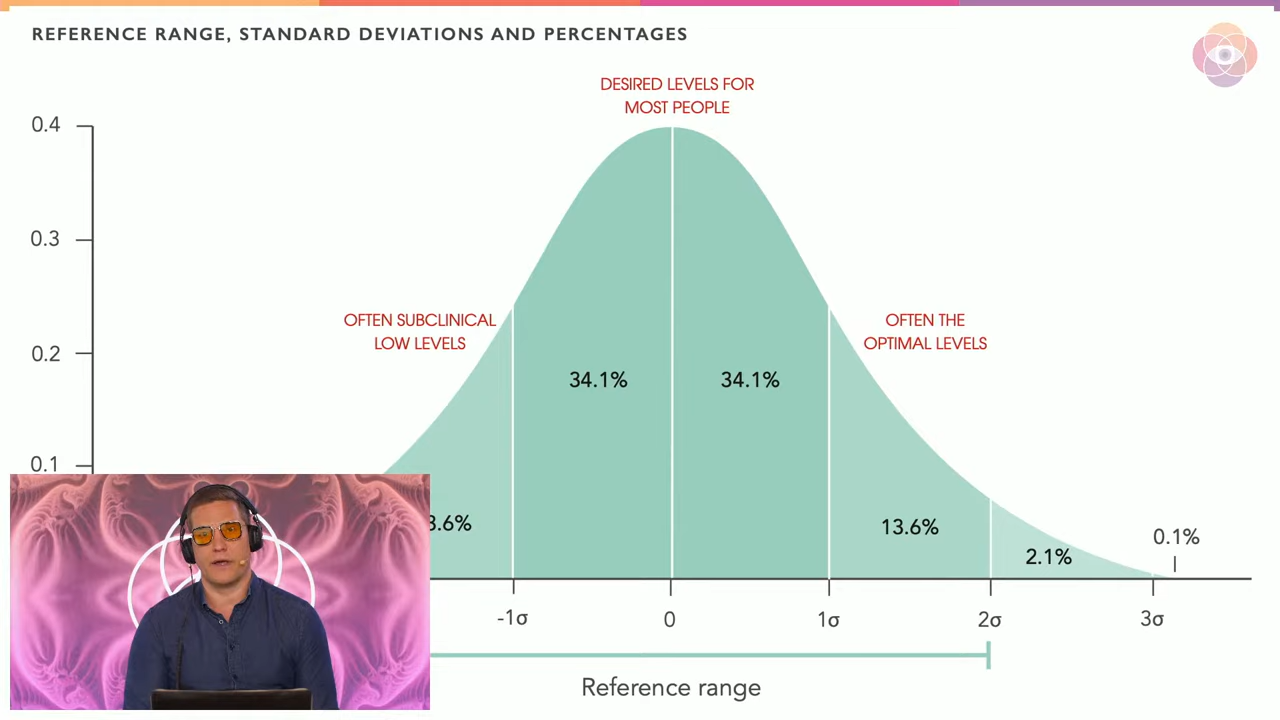 REFERENCE RANGE, STANDARD DEVIATIONS AND PERCENTAGES
DESIRED LEVELS FOR
MOST PEOPLE
0.4
0.3
OFTEN SUBCLINICAL
LOW LEVELS
OFTEN THE
OPTIMAL LEVELS
0.2
34.1%
34.1%
0.1
3.6%
13.6%
2.1%
0.1%
-1σ
0
1σ
2σ
3σ
Reference range